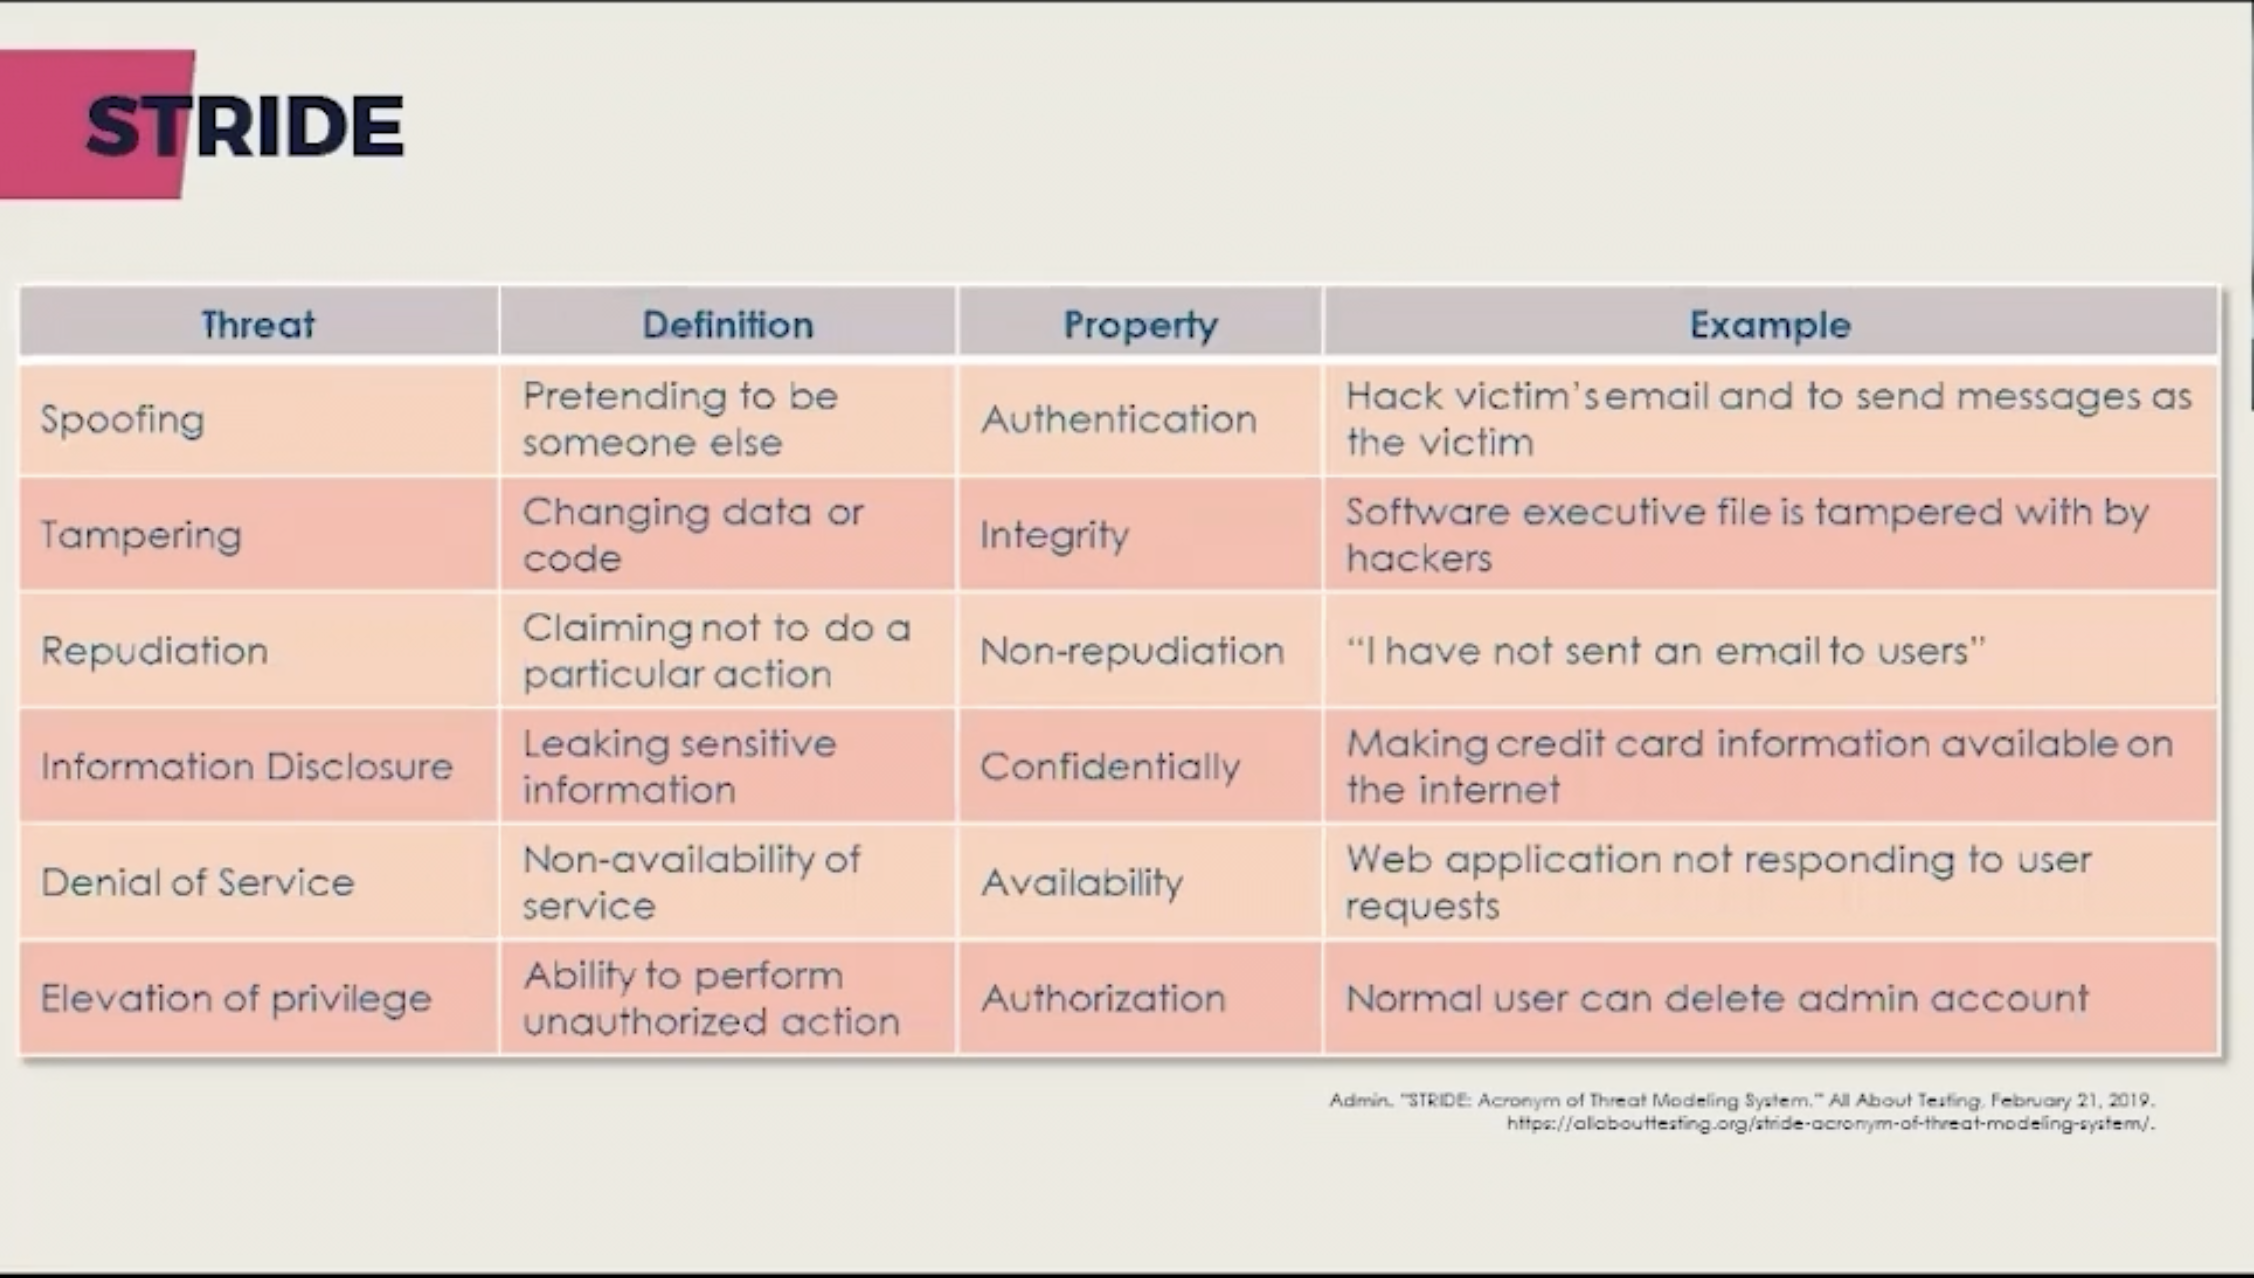 STRIDE
Threat Definition Property Example
Spoofing
Pretending to be
someone else
Authentication
Hack victim's email and to send messages as
the victim
Tampering
Changing data or
code
Integrity
Software executive file is tampered with by
hackers
Repudiation
Claiming not to do a
particular action
Non-repudiation
“I have not sent an email to users”
Information Disclosure
Leaking sensitive
information
Confidentially
Making credit card information available on
the internet
Denial of Service
Non-availability of
service
Availability
Web application not responding to user
requests
Elevation of privilege
Ability to perform
unauthorized action
Authorization
Normal user can delete admin account
Admin. "STRIDE: Acronym of Threat Modeling System." All About Testing, February 21, 2019.
https://allabouttesting.org/stride-acronym-of-threat-modeling-system/.